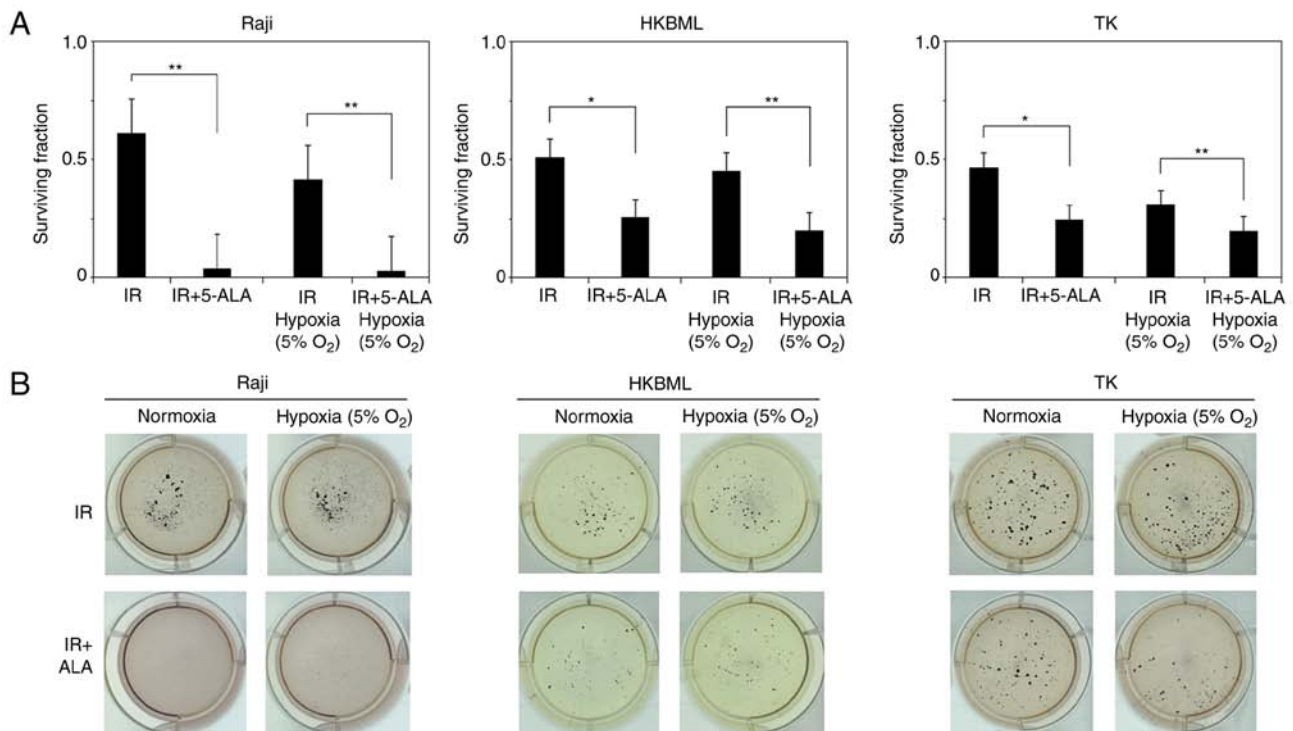 A
Raji
HKBML
TK
1.0
0.5
0
Surviving fraction
**
**
IR
IR+5-ALA
IR
Hypoxia
(5% O₂)
IR+5-ALA
Hypoxia
(5% O₂)
1.0
0.5
0
Surviving fraction
*
**
IR
IR+5-ALA
IR
Hypoxia
(5% O₂)
IR+5-ALA
Hypoxia
(5% O₂)
1.0
0.5
0
Surviving fraction
*
**
IR
IR+5-ALA
IR
Hypoxia
(5% O₂)
IR+5-ALA
Hypoxia
(5% O₂)
B
Raji
HKBML
TK
Normoxia
Hypoxia (5% O₂)
Normoxia
Hypoxia (5% O₂)
Normoxia
Hypoxia (5% O₂)
IR
IR+
ALA